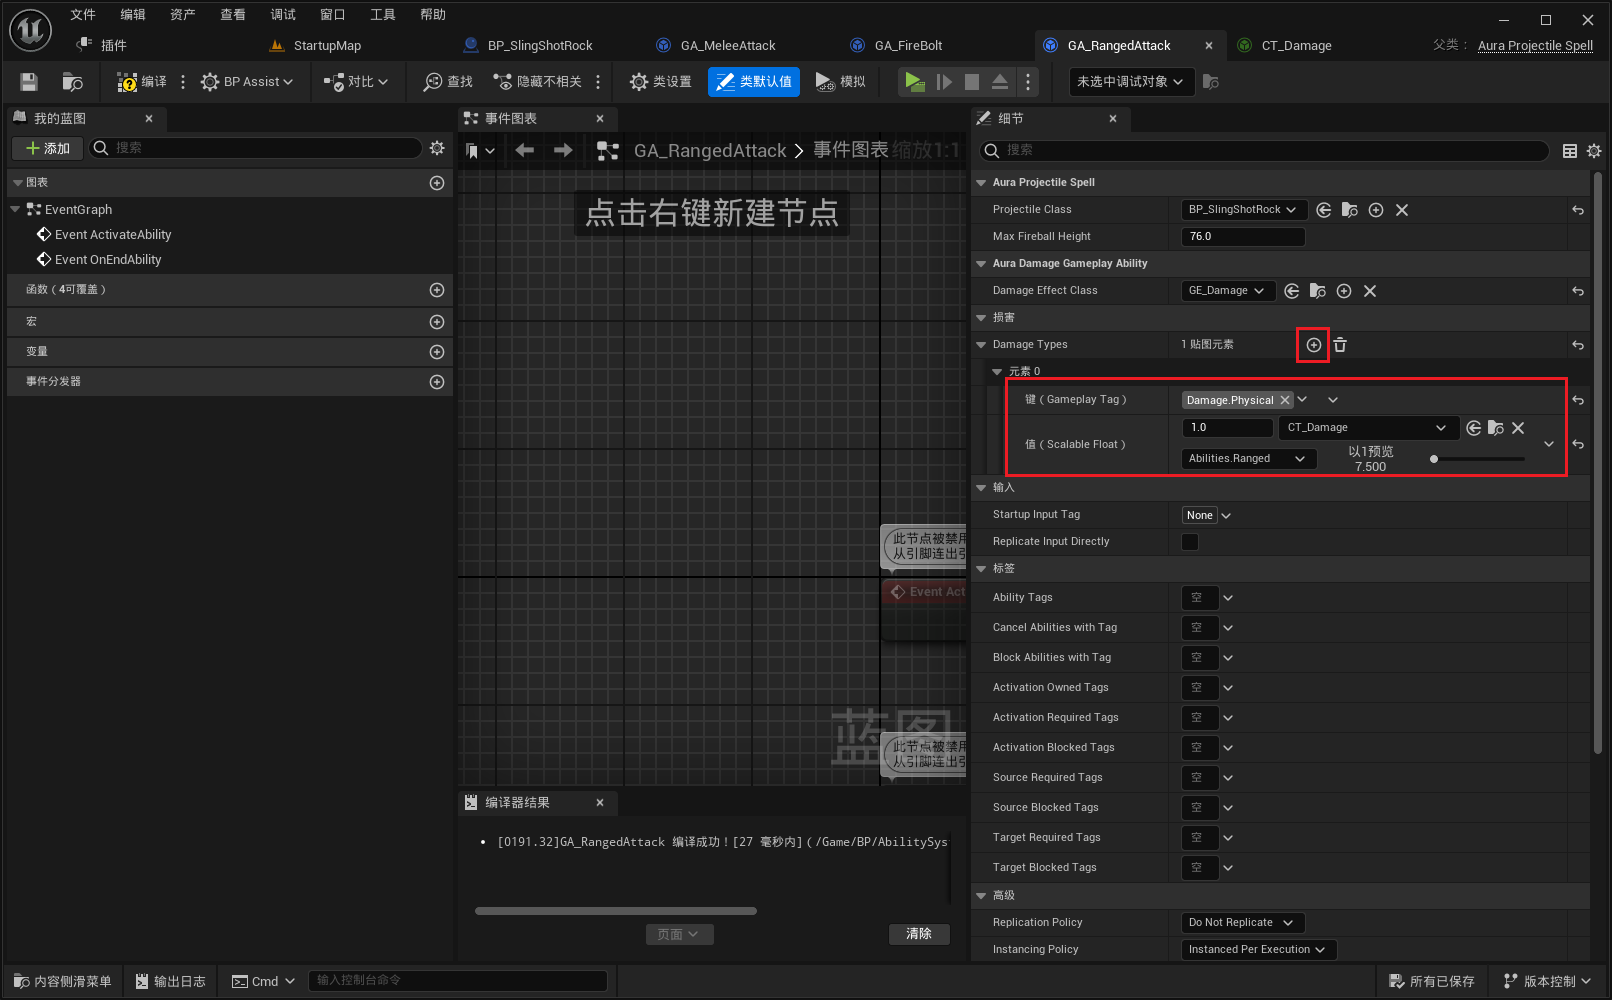 文件 编辑 资产 查看 调试 窗口 工具 帮助
插件 StartupMap BP_SlingShotRock GA_MeleeAttack GA_FireBolt GA_RangedAttack CT_Damage 父类： Aura Projectile Spell
编译 BP Assist 对比 查找 隐藏不相关 类设置 类默认值 模拟 未选中调试对象
我的蓝图
添加 搜索
图表
EventGraph
Event ActivateAbility
Event OnEndAbility
函数（4可覆盖）
宏
变量
事件分发器
事件图表
GA_RangedAttack 事件图表 缩放1:1
点击右键新建节点
此节点被禁用
从引脚连出引
Event Act
蓝图
此节点被禁用
从引脚连出引
编译器结果
[0191.32]GA_RangedAttack 编译成功！[27 毫秒内]（/Game/BP/AbilitySys
页面 清除
细节
搜索
Aura Projectile Spell
Projectile Class BP_SlingShotRock
Max Fireball Height 76.0
Aura Damage Gameplay Ability
Damage Effect Class GE_Damage
损害
Damage Types 1 贴图元素
元素 0
键（Gameplay Tag） Damage.Physical
值（Scalable Float） 1.0 CT_Damage
Abilities.Ranged 以1预览
7.500
输入
Startup Input Tag None
Replicate Input Directly
标签
Ability Tags 空
Cancel Abilities with Tag 空
Block Abilities with Tag 空
Activation Owned Tags 空
Activation Required Tags 空
Activation Blocked Tags 空
Source Required Tags 空
Source Blocked Tags 空
Target Required Tags 空
Target Blocked Tags 空
高级
Replication Policy Do Not Replicate
Instancing Policy Instanced Per Execution
内容侧滑菜单 输出日志 Cmd 输入控制台命令 所有已保存 版本控制